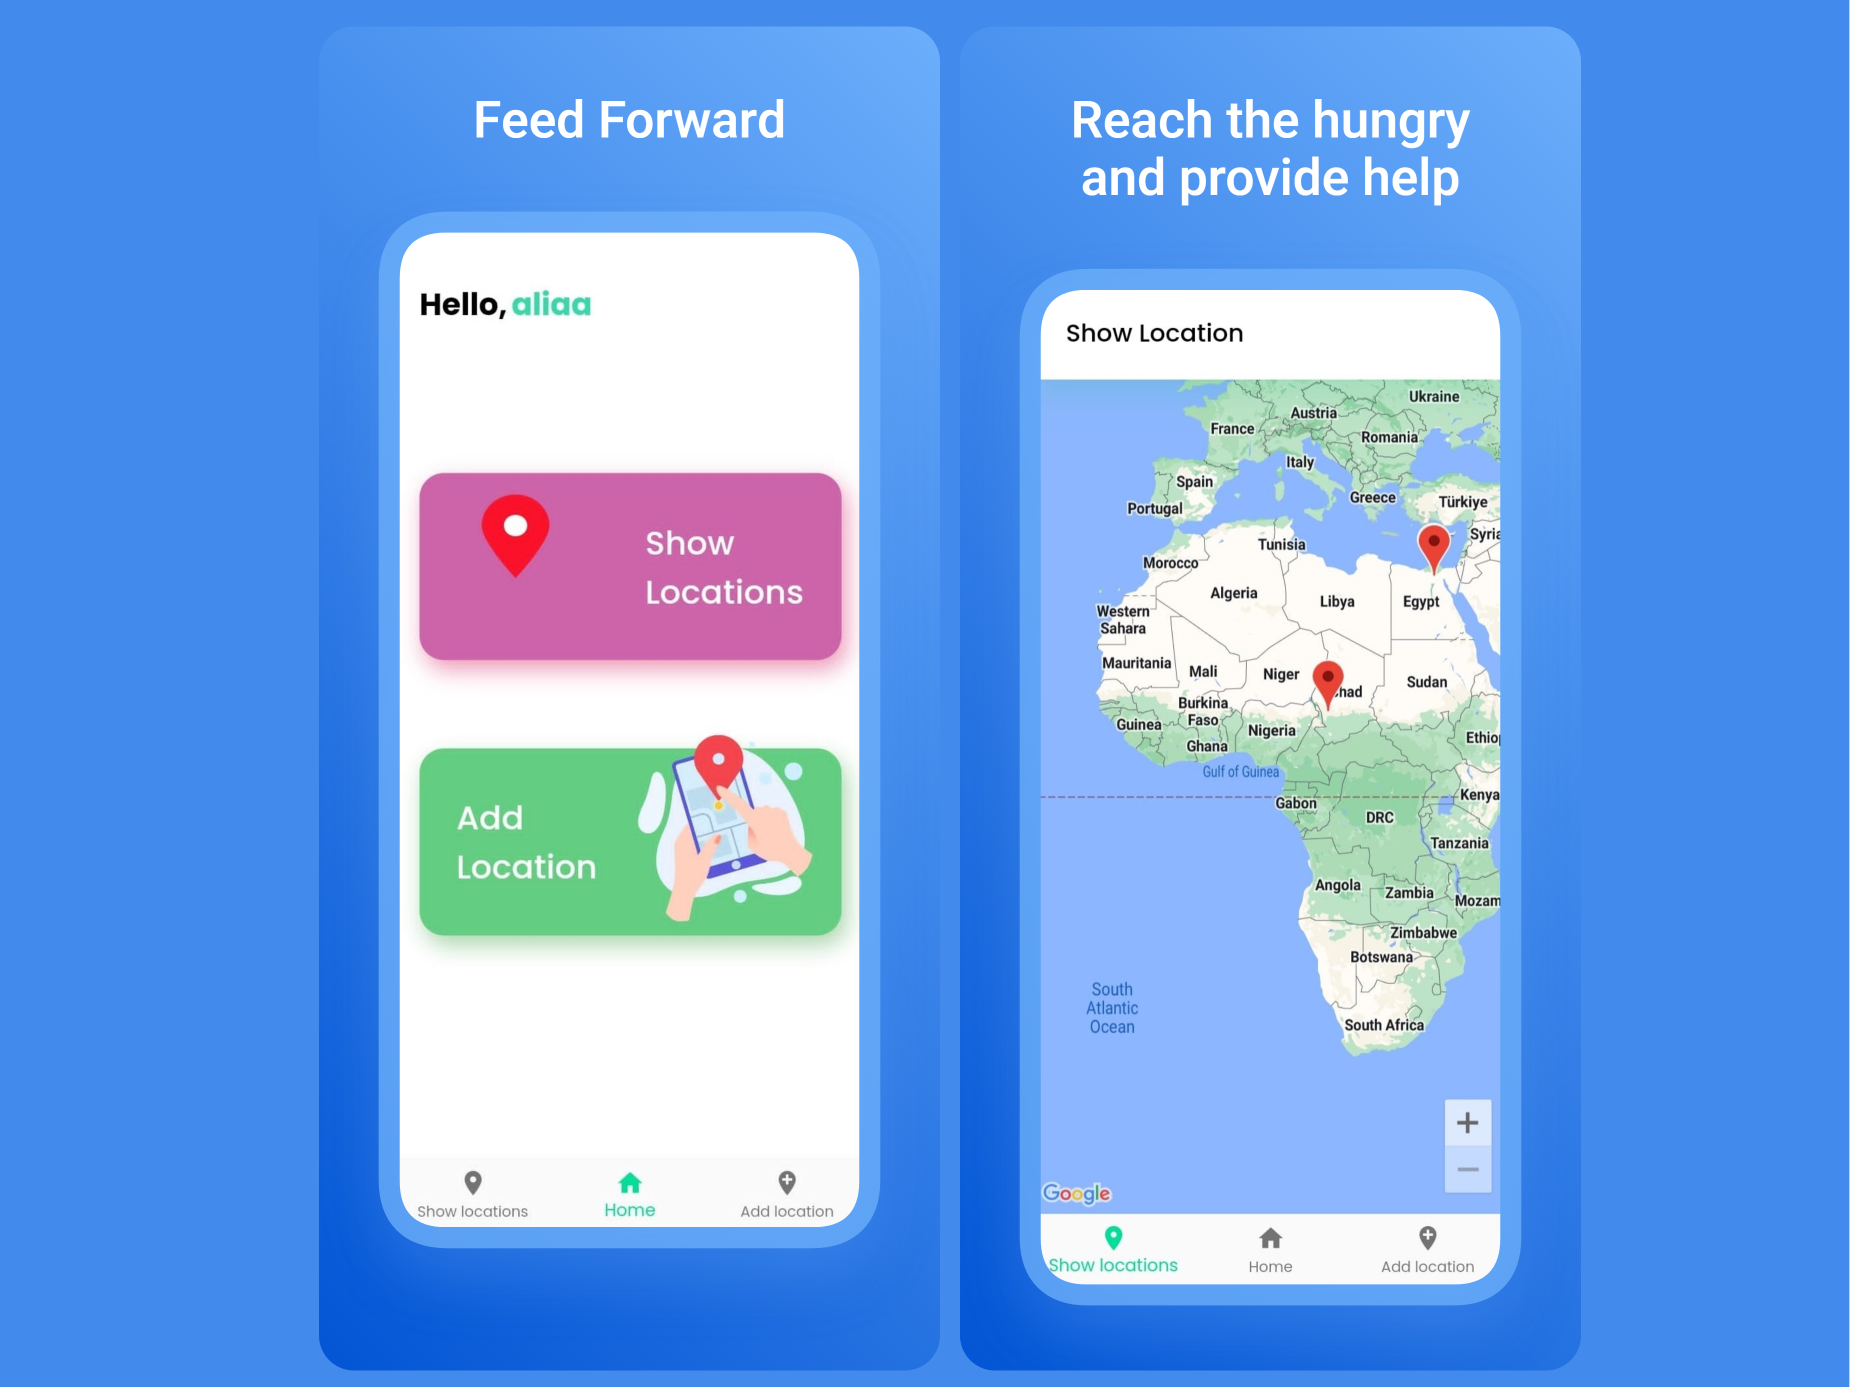 Feed Forward
Hello, aliaa
Show
Locations
Add
Location
Show locations
Home
Add location
Reach the hungry
and provide help
Show Location
Ukraine
Austria
France
Romania
Italy
Spain
Greece
Türkiye
Portugal
Syria
Tunisia
Morocco
Algeria
Libya
Egypt
Western
Sahara
Mauritania
Mali
Niger
Sudan
had
Burkina
Faso
Guinea
Nigeria
Ghana
Ethio
Gulf of Guinea
Kenya
Gabon
DRC
Tanzania
Angola
Zambia
Mozam
Zimbabwe
Botswana
South
Atlantic
Ocean
South Africa
+
−
Google
Show locations
Home
Add location